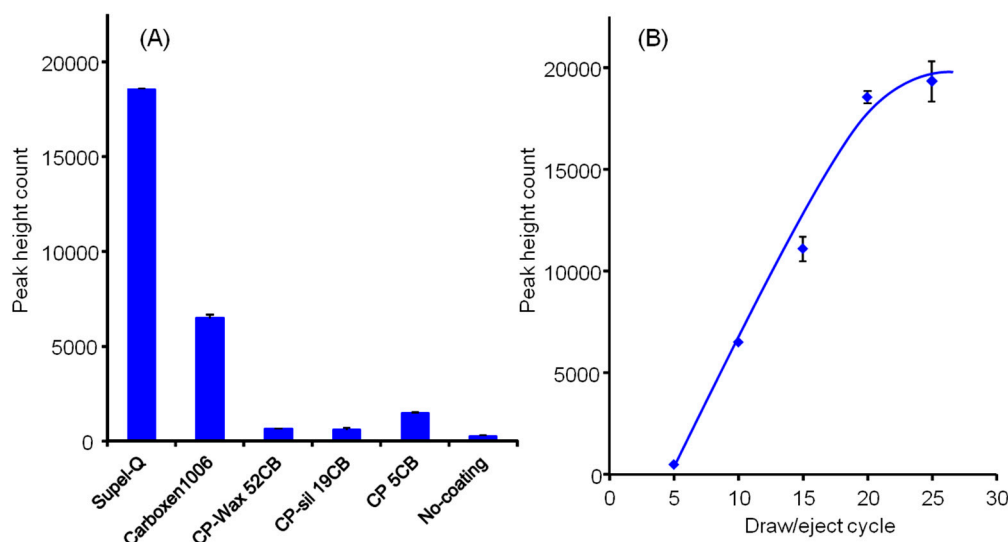 (A)
Peak height count
20000
15000
10000
5000
0
Supel-Q
Carboxen1006
CP-Wax 52CB
CP-sil 19CB
CP 5CB
No-coating
(B)
Peak height count
20000
15000
10000
5000
0
0 5 10 15 20 25 30
Draw/eject cycle